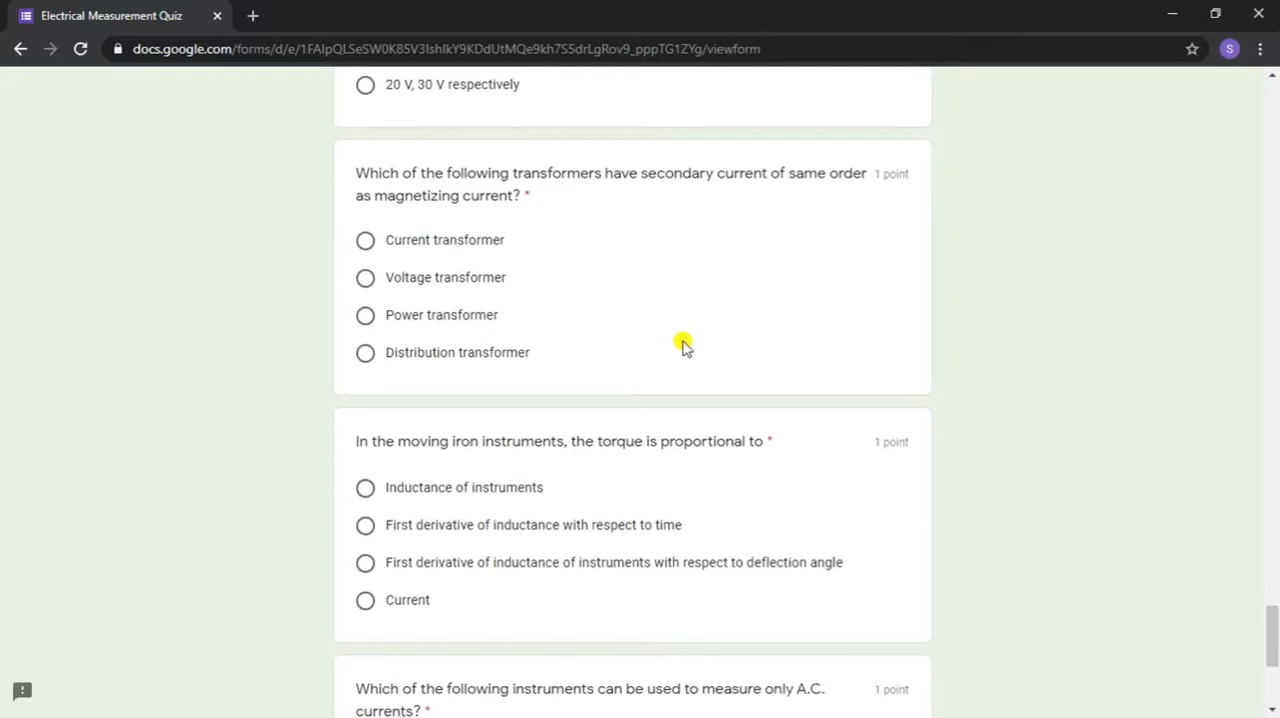 Electrical Measurement Quiz
docs.google.com/forms/d/e/1FAIpQLSeSW0K85V3IshIkY9KDdUtMQe9kh7S5drLgRov9_pppTG1ZYg/viewform
S
20 V, 30 V respectively
Which of the following transformers have secondary current of same order 1 point
as magnetizing current? *
Current transformer
Voltage transformer
Power transformer
Distribution transformer
In the moving iron instruments, the torque is proportional to * 1 point
Inductance of instruments
First derivative of inductance with respect to time
First derivative of inductance of instruments with respect to deflection angle
Current
Which of the following instruments can be used to measure only A.C. 1 point
currents? *